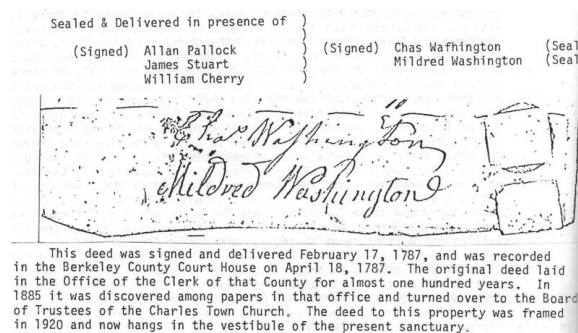 Sealed & Delivered in presence of )
(Signed) Allan Pallock ) (Signed) Chas Wafhington (Seal
James Stuart ) Mildred Washington (Seal
William Cherry )
Chas Washington
Mildred Washington
This deed was signed and delivered February 17, 1787, and was recorded
in the Berkeley County Court House on April 18, 1787. The original deed laid
in the Office of the Clerk of that County for almost one hundred years. In
1885 it was discovered among papers in that office and turned over to the Board
of Trustees of the Charles Town Church. The deed to this property was framed
in 1920 and now hangs in the vestibule of the present sanctuary.